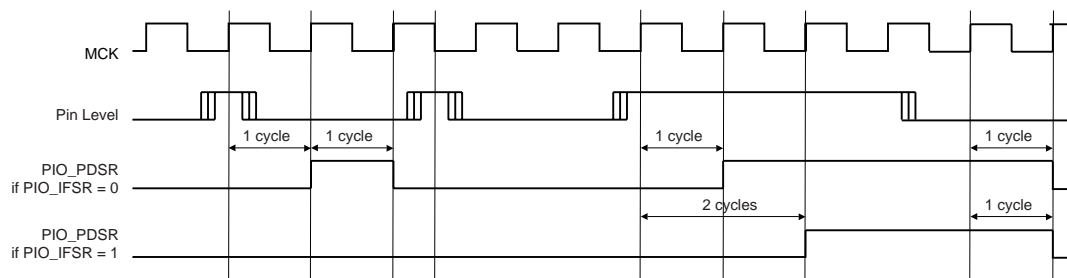 MCK
Pin Level
1 cycle 1 cycle 1 cycle 1 cycle
PIO_PDSR
if PIO_IFSR = 0
2 cycles 1 cycle
PIO_PDSR
if PIO_IFSR = 1